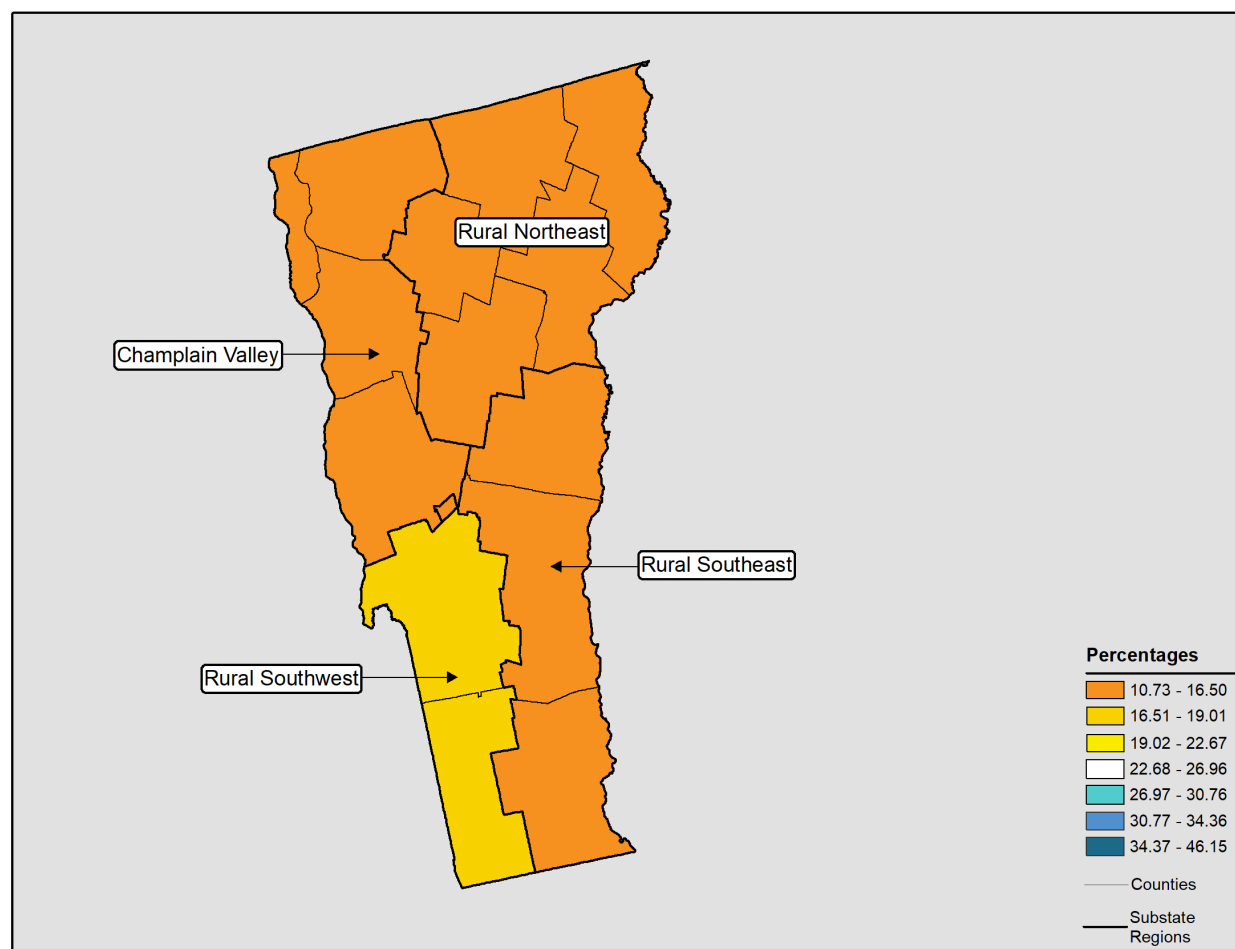 Rural Northeast
Champlain Valley
Rural Southeast
Rural Southwest
Percentages
10.73 - 16.50
16.51 - 19.01
19.02 - 22.67
22.68 - 26.96
26.97 - 30.76
30.77 - 34.36
34.37 - 46.15
Counties
Substate
Regions